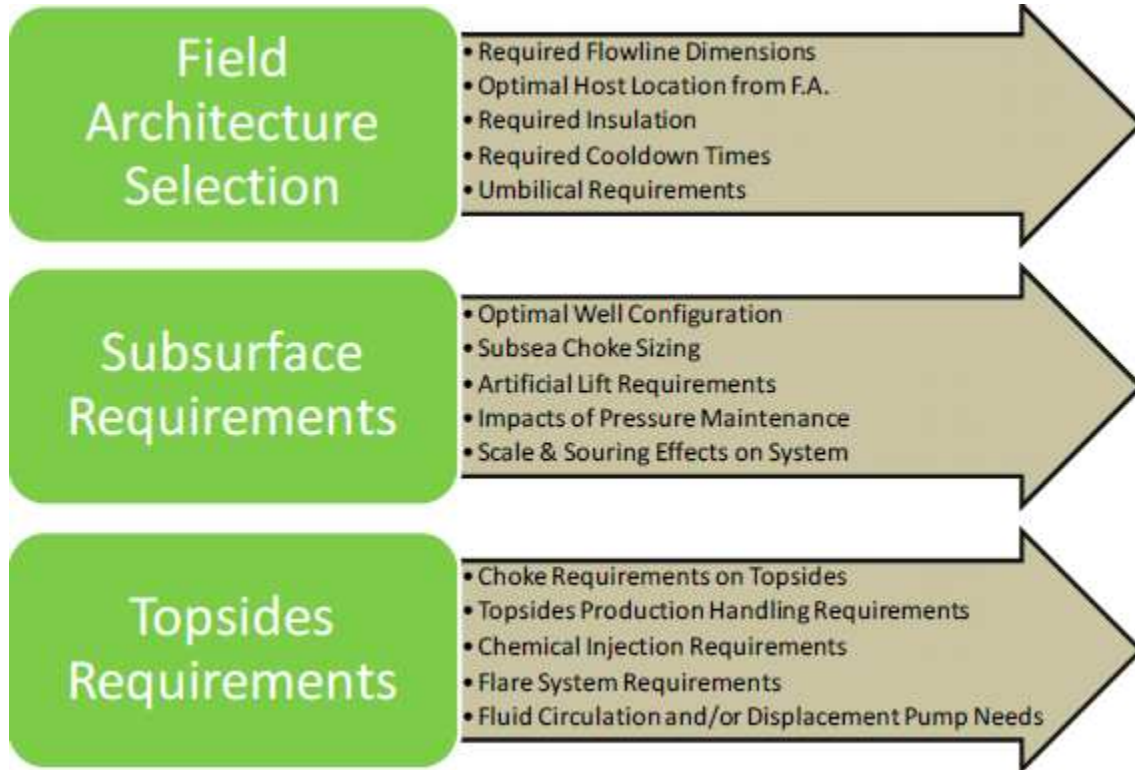 Field
Architecture
Selection
• Required Flowline Dimensions
• Optimal Host Location from F.A.
• Required Insulation
• Required Cooldown Times
• Umbilical Requirements
Subsurface
Requirements
• Optimal Well Configuration
• Subsea Choke Sizing
• Artificial Lift Requirements
• Impacts of Pressure Maintenance
• Scale & Souring Effects on System
Topsides
Requirements
• Choke Requirements on Topsides
• Topsides Production Handling Requirements
• Chemical Injection Requirements
• Flare System Requirements
• Fluid Circulation and/or Displacement Pump Needs